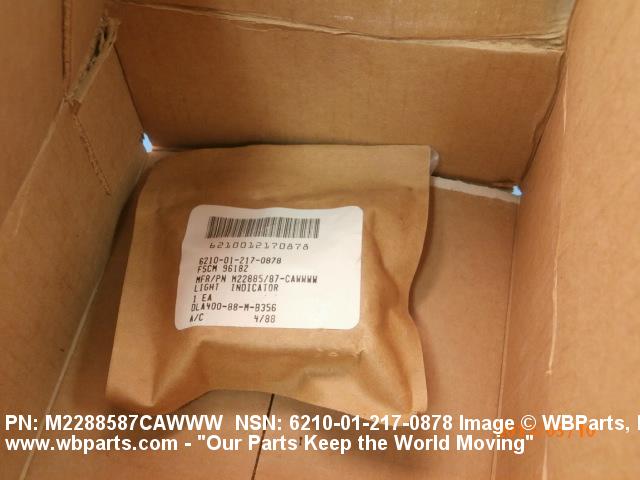 6210012170878
6210-01-217-0878
FSCM 96182
MFR/PN M22885/87-CAWWWW
LIGHT INDICATOR
1 EA
DLA400-88-M-B356
A/C 4/88
PN: M2288587CAWWW NSN: 6210-01-217-0878 Image © WBParts,
www.wbparts.com - "Our Parts Keep the World Moving"